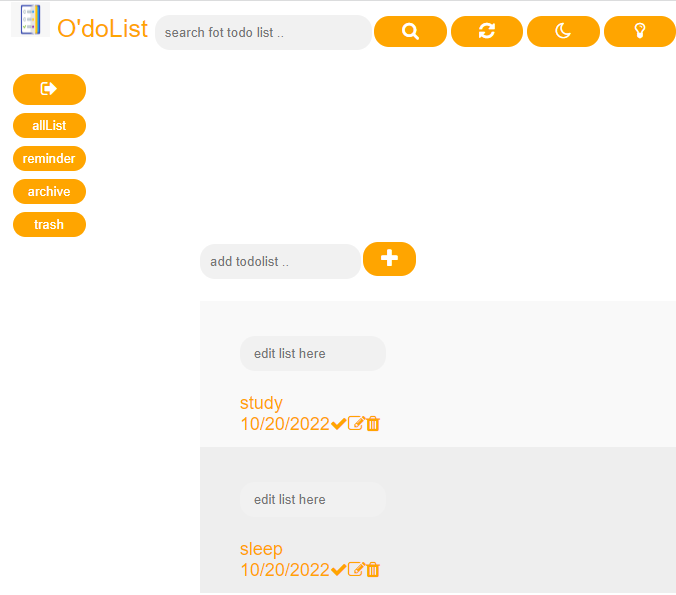 O'doList
search fot todo list ..
allList
reminder
archive
trash
add todolist ..
edit list here
study
10/20/2022
edit list here
sleep
10/20/2022